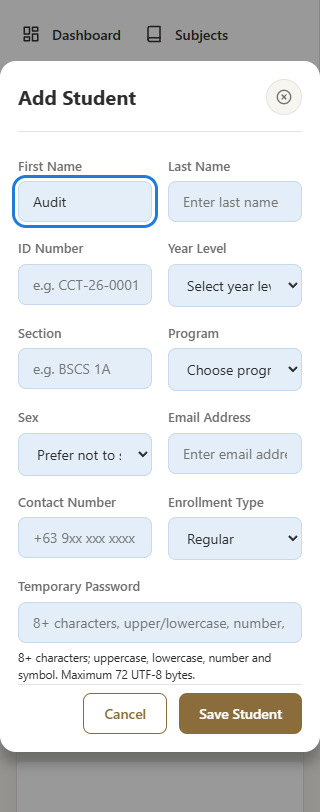 Dashboard Subjects
Add Student
First Name Last Name
Audit Enter last name
ID Number Year Level
e.g. CCT-26-0001 Select year lev
Section Program
e.g. BSCS 1A Choose progr
Sex Email Address
Prefer not to s Enter email addre
Contact Number Enrollment Type
+63 9xx xxx xxxx Regular
Temporary Password
8+ characters, upper/lowercase, number,
8+ characters; uppercase, lowercase, number and
symbol. Maximum 72 UTF-8 bytes.
Cancel Save Student